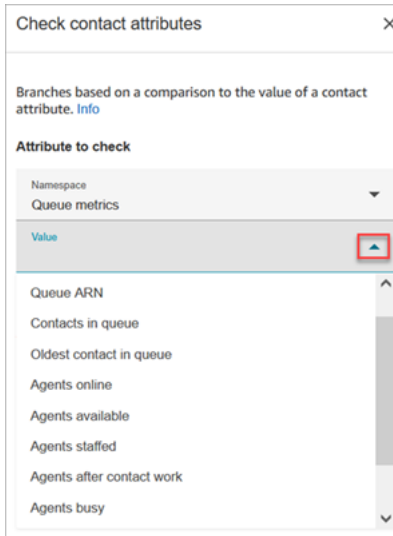 Check contact attributes
Branches based on a comparison to the value of a contact
attribute. Info
Attribute to check
Namespace
Queue metrics
Value
Queue ARN
Contacts in queue
Oldest contact in queue
Agents online
Agents available
Agents staffed
Agents after contact work
Agents busy